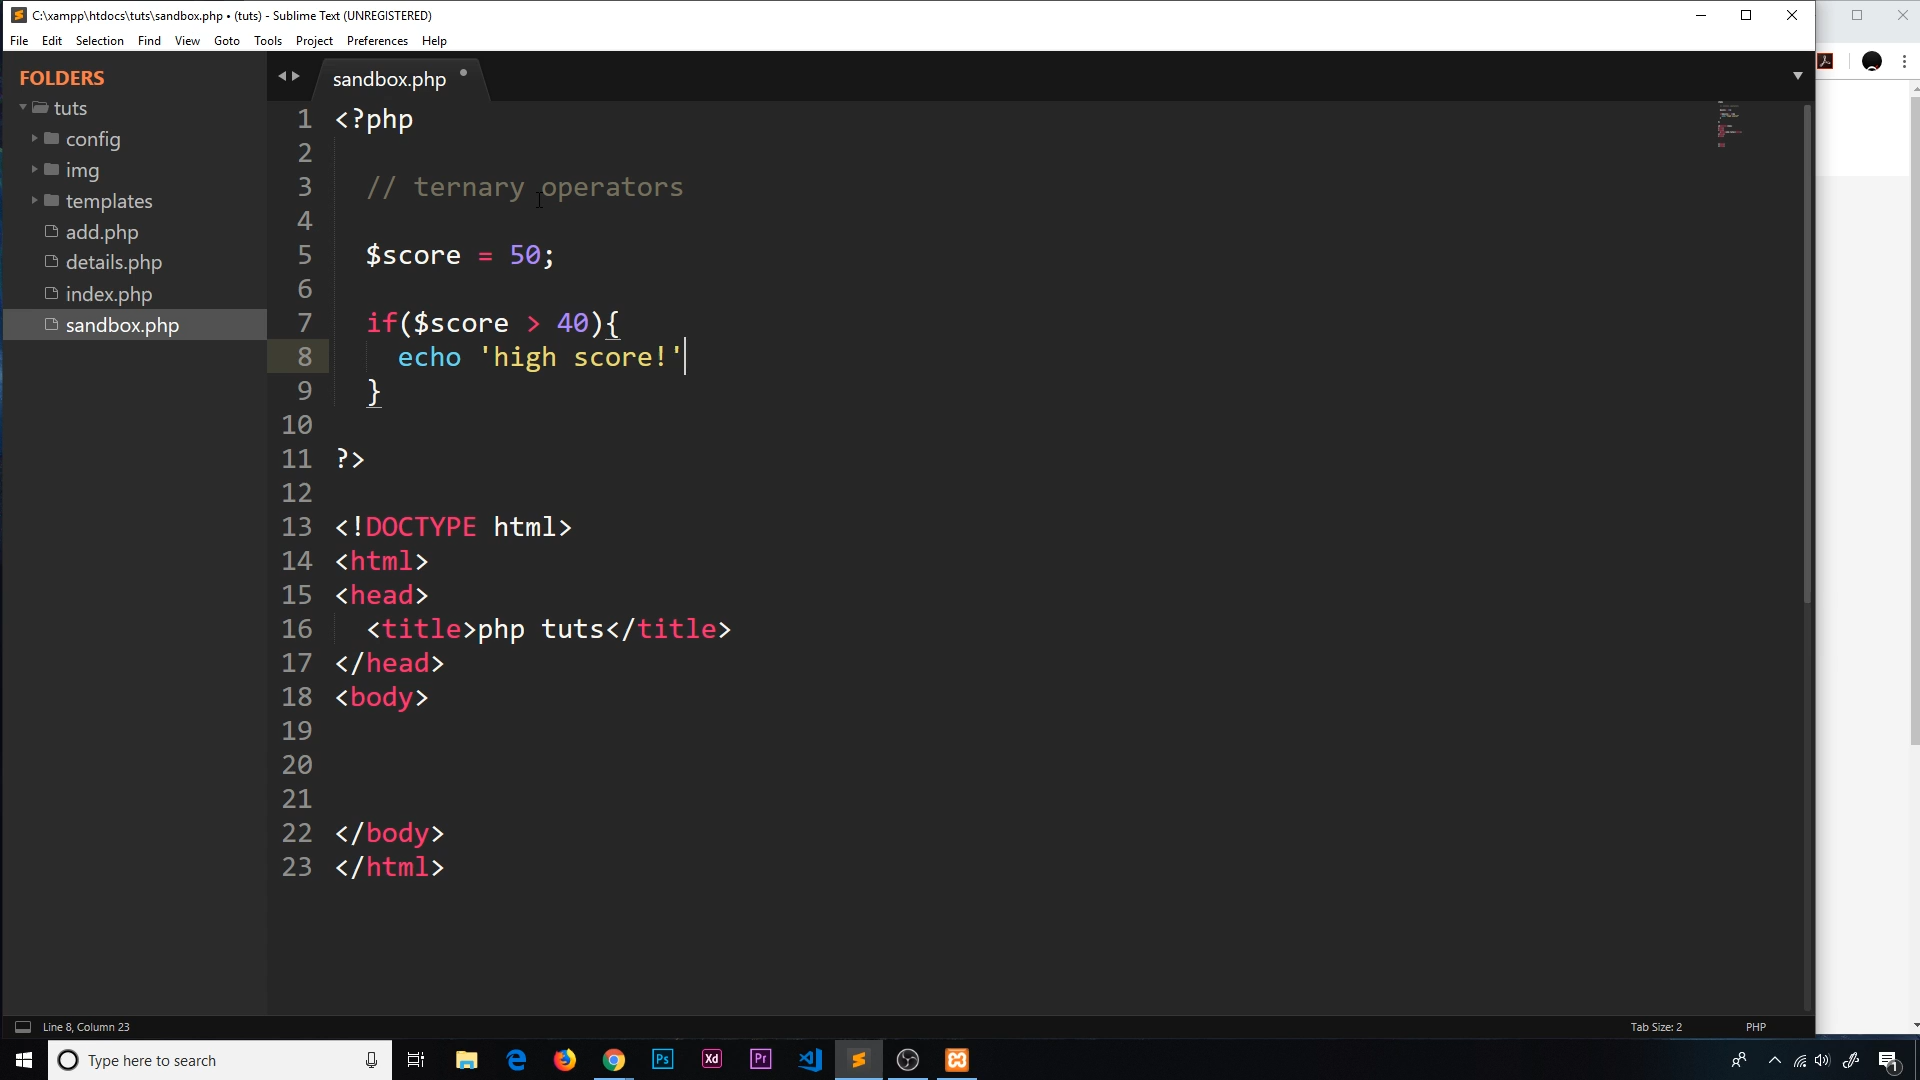 C:\xampp\htdocs\tuts\sandbox.php • (tuts) - Sublime Text (UNREGISTERED)
File Edit Selection Find View Goto Tools Project Preferences Help
FOLDERS
tuts
config
img
templates
add.php
details.php
index.php
sandbox.php
sandbox.php
1 <?php
2
3 // ternary operators
4
5 $score = 50;
6
7 if($score > 40){
8 echo 'high score!'
9 }
10
11 ?>
12
13 <!DOCTYPE html>
14 <html>
15 <head>
16 <title>php tuts</title>
17 </head>
18 <body>
19
20
21
22 </body>
23 </html>
Line 8, Column 23
Tab Size: 2
PHP
Type here to search
Ps
Xd
Pr
1